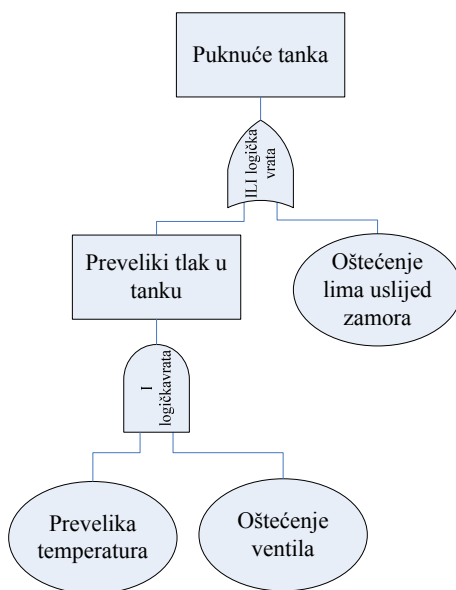 Puknuće tanka
ILI logička
vrata
Preveliki tlak u
tanku
Oštećenje
lima uslijed
zamora
I
logičkavrata
Prevelika
temperatura
Oštećenje
ventila